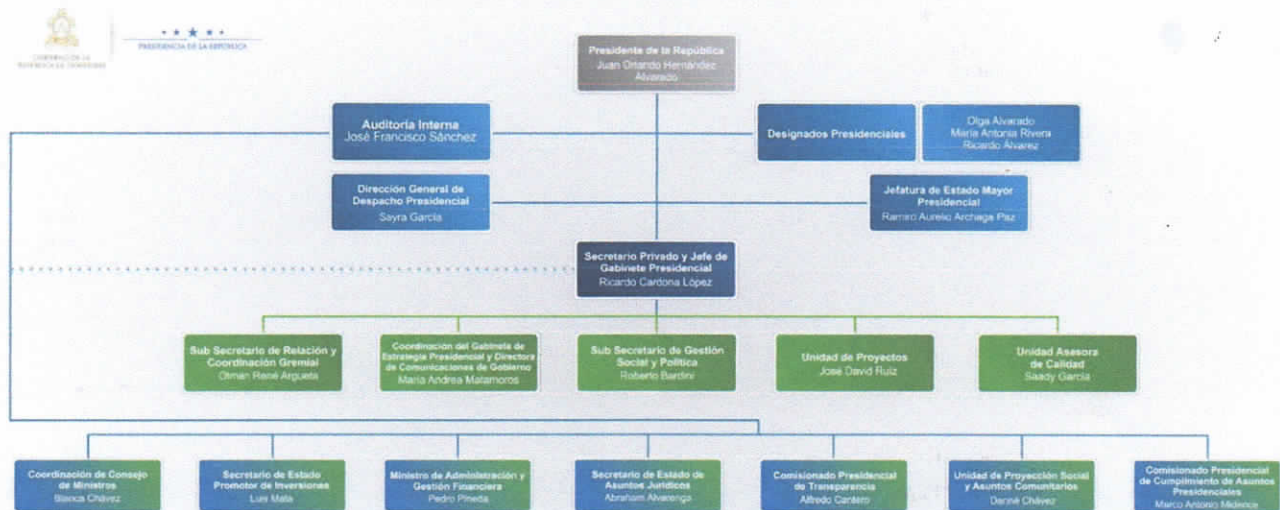 GOBIERNO DE LA
REPÚBLICA DE HONDURAS
PRESIDENCIA DE LA REPÚBLICA
Presidente de la República
Juan Orlando Hernández
Alvarado
Auditoría Interna
José Francisco Sánchez
Designados Presidenciales
Olga Alvarado
María Antonia Rivera
Ricardo Álvarez
Dirección General de
Despacho Presidencial
Sayra García
Jefatura de Estado Mayor
Presidencial
Ramiro Aurelio Archaga Paz
Secretario Privado y Jefe de
Gabinete Presidencial
Ricardo Cardona López
Sub Secretario de Relación y
Coordinación Gremial
Otman René Argueta
Coordinación del Gabinete de
Estrategia Presidencial y Directora
de Comunicaciones de Gobierno
María Andrea Matamoros
Sub Secretario de Gestión
Social y Política
Roberto Bardini
Unidad de Proyectos
José David Ruiz
Unidad Asesora
de Calidad
Saady García
Coordinación de Consejo
de Ministros
Blanca Chávez
Secretario de Estado
Promotor de Inversiones
Luis Mata
Ministro de Administración y
Gestión Financiera
Pedro Pineda
Secretario de Estado de
Asuntos Jurídicos
Abraham Alvarenga
Comisionado Presidencial
de Transparencia
Alfredo Cantero
Unidad de Proyección Social
y Asuntos Comunitarios
Chávez
Comisionado Presidencial
de Cumplimiento de Asuntos
Presidenciales
Marco Antonio Midence